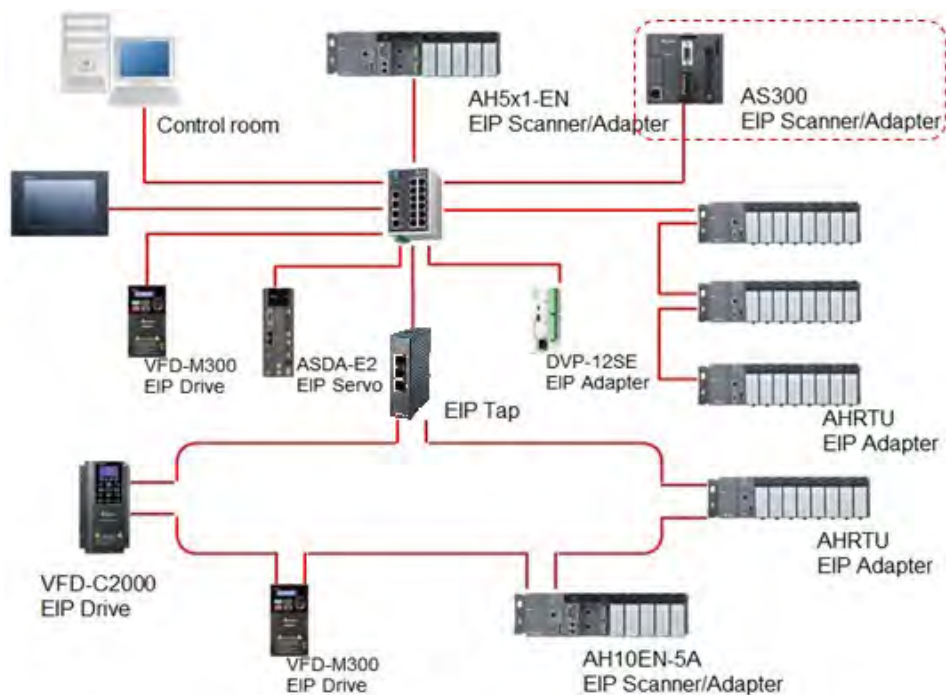 Control room
AH5x1-EN
EIP Scanner/Adapter
AS300
EIP Scanner/Adapter
VFD-M300
EIP Drive
ASDA-E2
EIP Servo
EIP Tap
DVP-12SE
EIP Adapter
AHRTU
EIP Adapter
VFD-C2000
EIP Drive
VFD-M300
EIP Drive
AH10EN-5A
EIP Scanner/Adapter
AHRTU
EIP Adapter